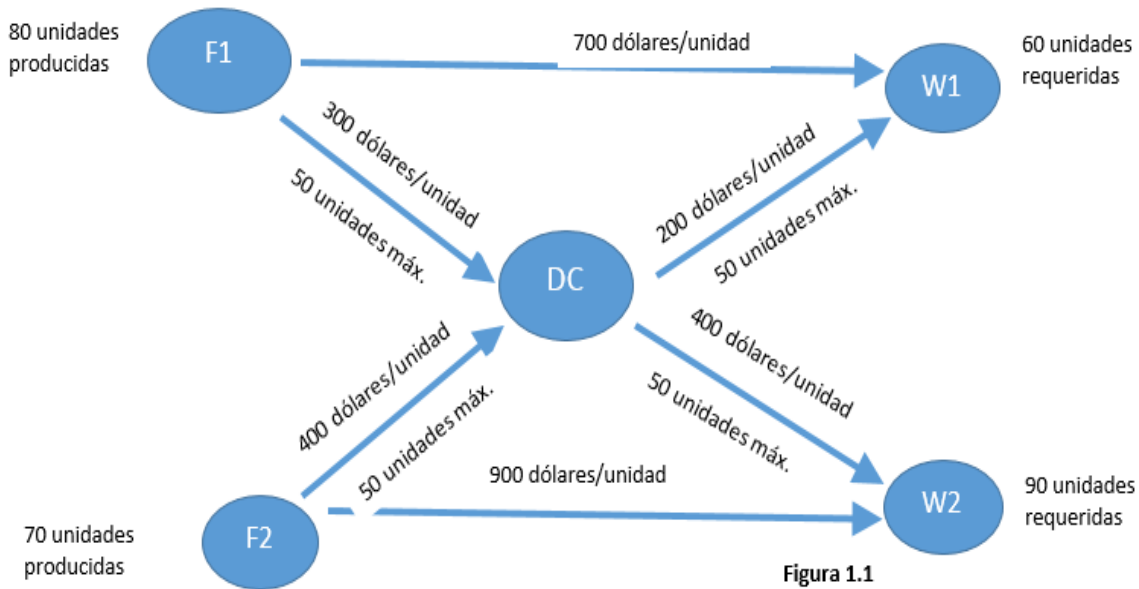 80 unidades
producidas
F1
700 dólares/unidad
60 unidades
requeridas
W1
300 dólares/unidad
50 unidades máx.
200 dólares/unidad
50 unidades máx.
DC
400 dólares/unidad
50 unidades máx.
400 dólares/unidad
50 unidades máx.
900 dólares/unidad
70 unidades
producidas
F2
W2
90 unidades
requeridas
Figura 1.1